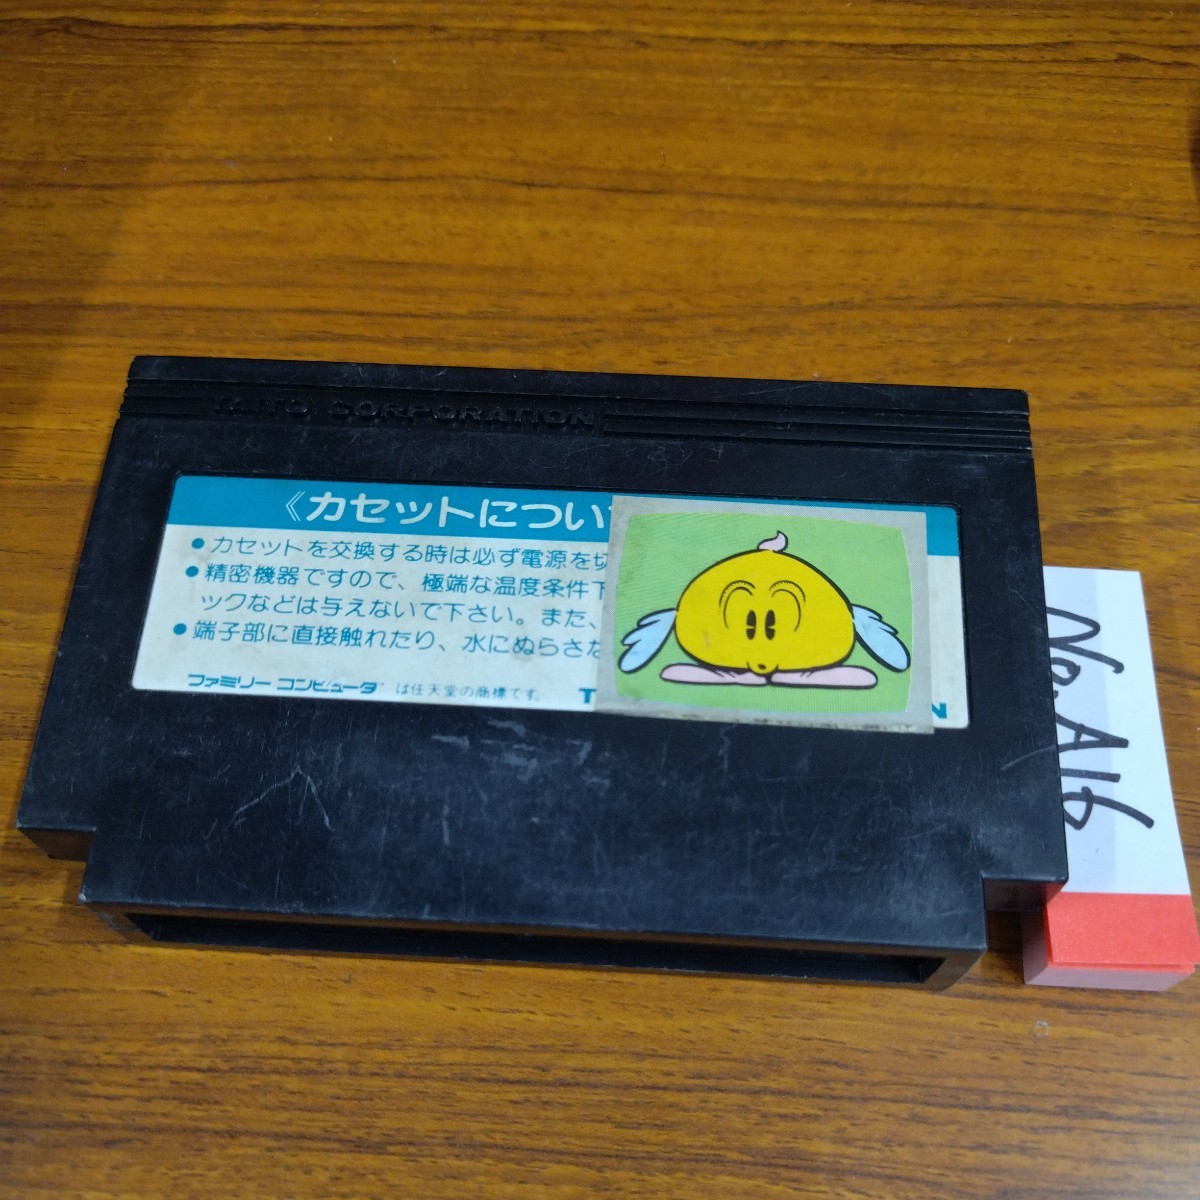 TAITO CORPORATION
《カセットについ
●カセットを交換する時は必ず電源を切
●精密機器ですので、極端な温度条件下
ックなどは与えないで下さい。また、
●端子部に直接触れたり、水にぬらさな
ファミリーコンピュータ は任天堂の商標です。
T
N
No. A16